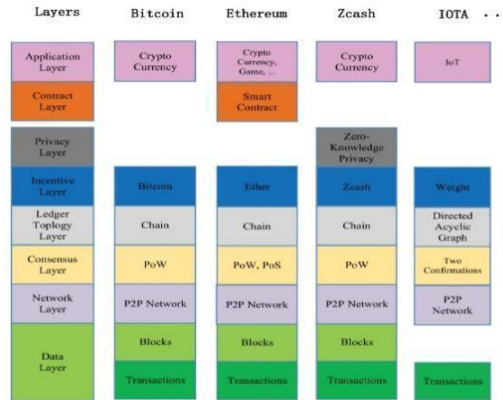 Layers Bitcoin Ethereum Zcash IOTA ..
Application Layer Crypto Currency Crypto Currency, Game, ... Crypto Currency IoT
Contract Layer Smart Contract
Privacy Layer Zero-Knowledge Privacy
Incentive Layer Bitcoin Ether Zcash Weight
Ledger Toplogy Layer Chain Chain Chain Directed Acyclic Graph
Consensus Layer PoW PoW, PoS PoW Two Confirmations
Network Layer P2P Network P2P Network P2P Network P2P Network
Data Layer Blocks Blocks Blocks
Transactions Transactions Transactions Transactions